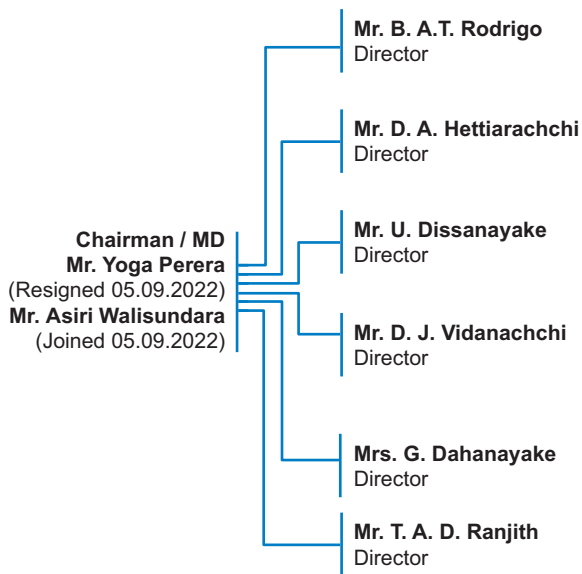 Mr. B. A.T. Rodrigo
Director
Mr. D. A. Hettiarachchi
Director
Mr. U. Dissanayake
Director
Chairman / MD
Mr. Yoga Perera
(Resigned 05.09.2022)
Mr. Asiri Walisundara
(Joined 05.09.2022)
Mr. D. J. Vidanachchi
Director
Mrs. G. Dahanayake
Director
Mr. T. A. D. Ranjith
Director